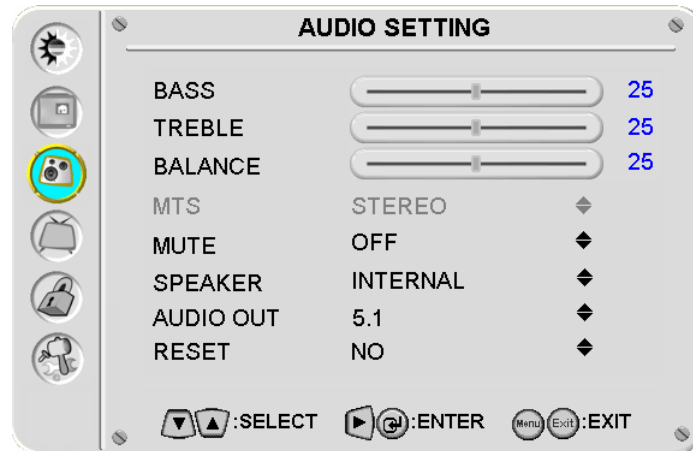 AUDIO SETTING
BASS 25
TREBLE 25
BALANCE 25
MTS STEREO
MUTE OFF
SPEAKER INTERNAL
AUDIO OUT 5.1
RESET NO
:SELECT :ENTER Menu Exit :EXIT